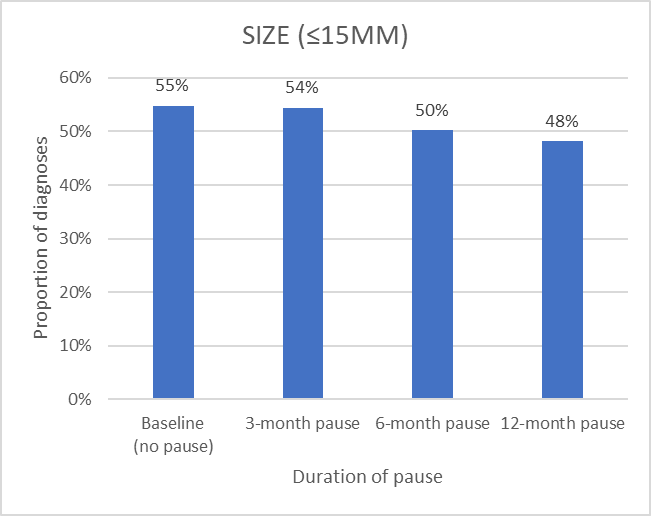 SIZE (≤15MM)
Proportion of diagnoses
60%
50%
40%
30%
20%
10%
0%
55%
54%
50%
48%
Baseline
(no pause)
3-month pause
6-month pause
12-month pause
Duration of pause